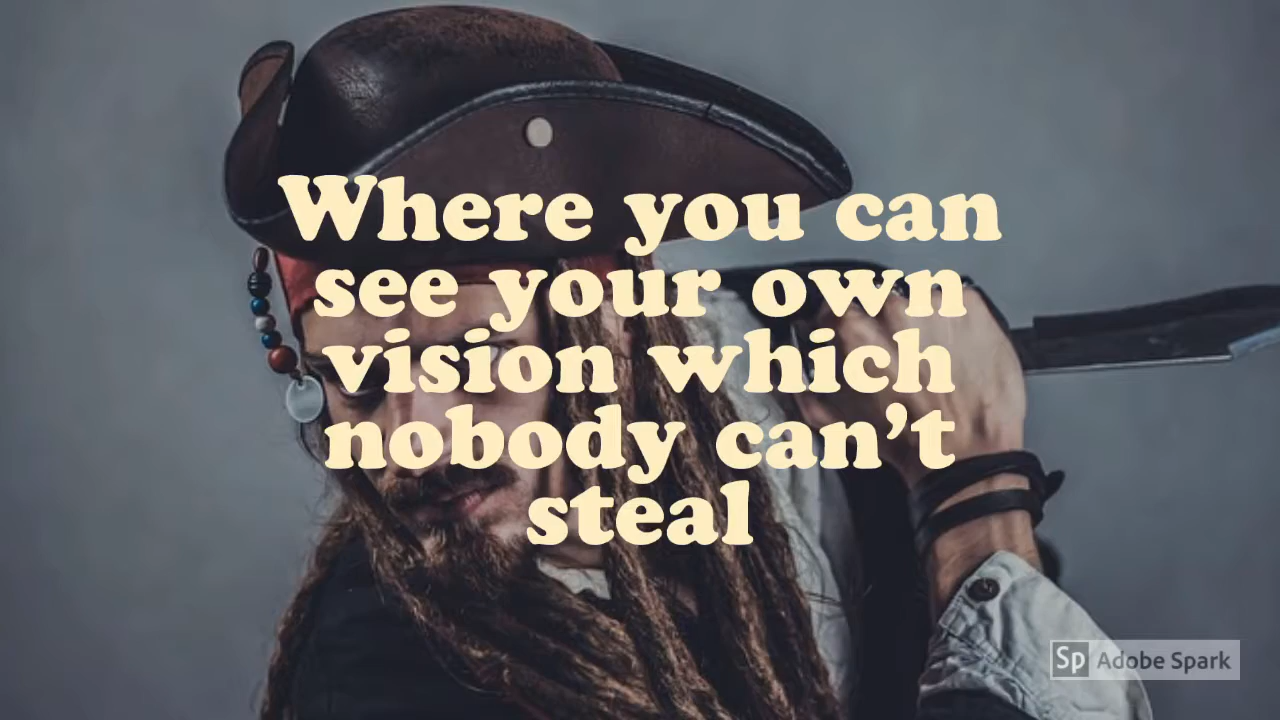 Where you can
see your own
vision which
nobody can’t
steal
Sp Adobe Spark